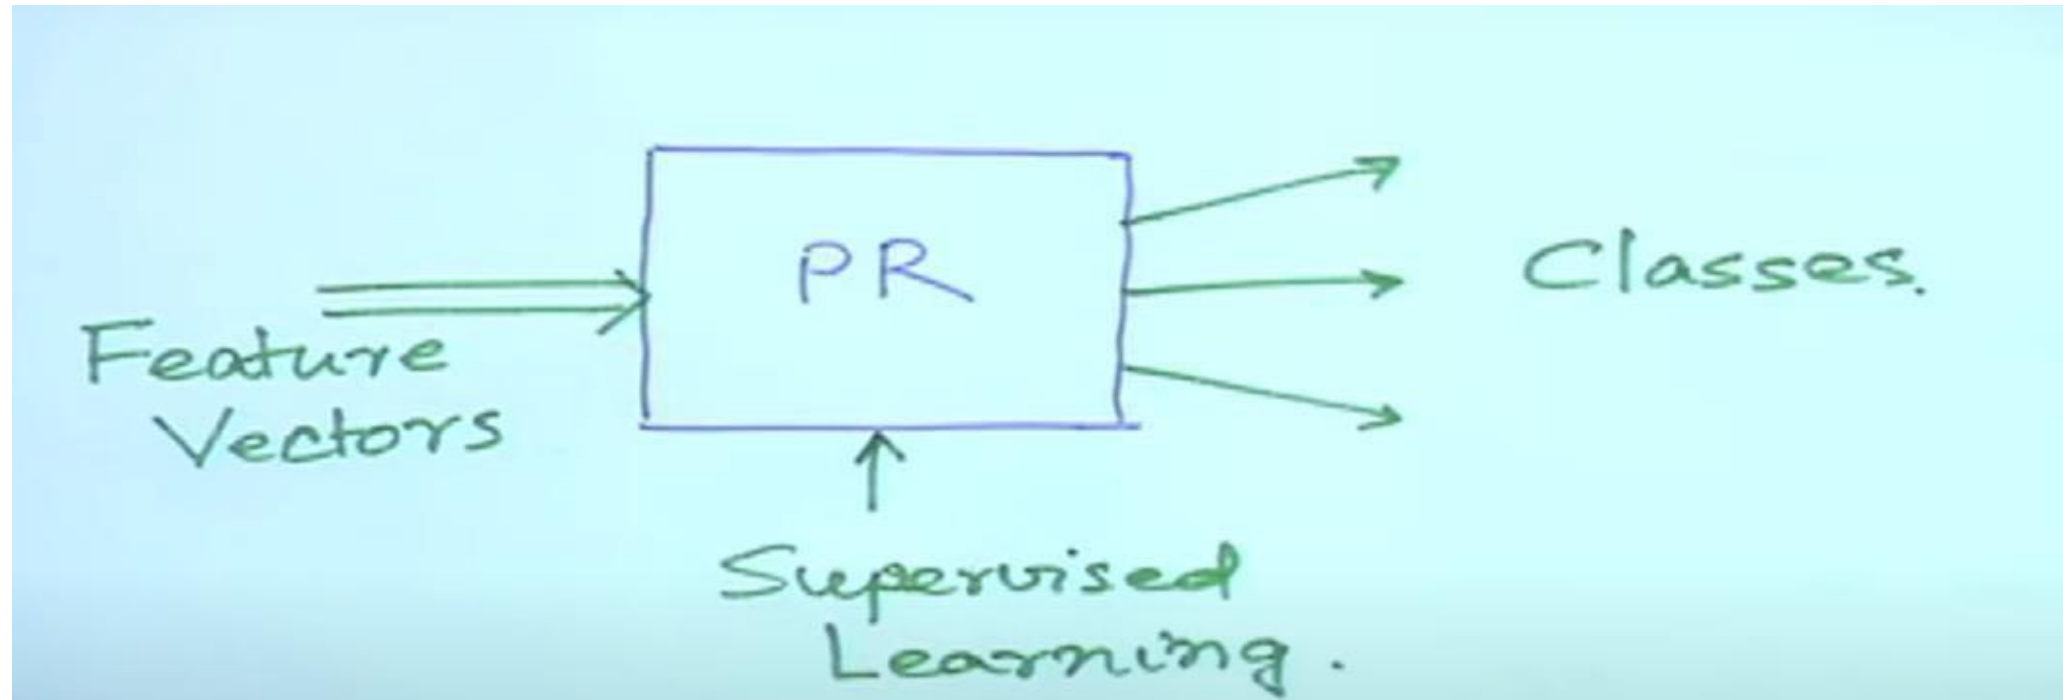 PR
Feature
Vectors
Classes.
Supervised
Learning.